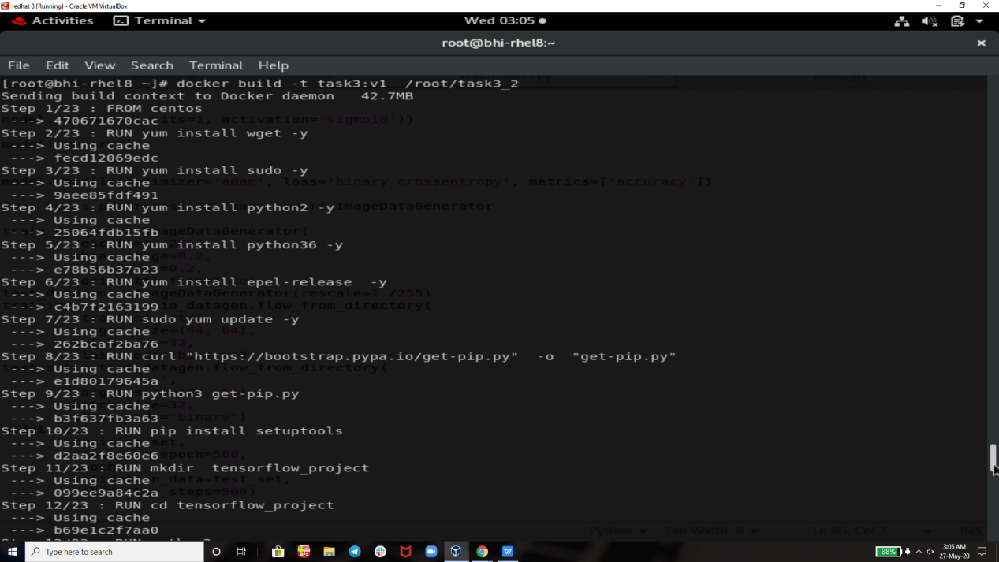 redhat 8 [Running] - Oracle VM VirtualBox
Activities Terminal Wed 03:05
root@bhi-rhel8:~
File Edit View Search Terminal Help
[root@bhi-rhel8 ~]# docker build -t task3:v1 /root/task3_2
Sending build context to Docker daemon 42.7MB
Step 1/23 : FROM centos
---> 470671670cac
Step 2/23 : RUN yum install wget -y
---> Using cache
---> fecd12069edc
Step 3/23 : RUN yum install sudo -y
---> Using cache
---> 9aee85fdf491
Step 4/23 : RUN yum install python2 -y
---> Using cache
---> 25064fdb15fb
Step 5/23 : RUN yum install python36 -y
---> Using cache
---> e78b56b37a23
Step 6/23 : RUN yum install epel-release -y
---> Using cache
---> c4b7f2163199
Step 7/23 : RUN sudo yum update -y
---> Using cache
---> 262bcaf2ba76
Step 8/23 : RUN curl "https://bootstrap.pypa.io/get-pip.py" -o "get-pip.py"
---> Using cache
---> e1d80179645a
Step 9/23 : RUN python3 get-pip.py
---> Using cache
---> b3f637fb3a63
Step 10/23 : RUN pip install setuptools
---> Using cache
---> d2aa2f8e60e6
Step 11/23 : RUN mkdir tensorflow_project
---> Using cache
---> 099ee9a84c2a
Step 12/23 : RUN cd tensorflow_project
---> Using cache
---> b69e1c2f7aa0
Python Tab Width: 8 Ln 65, Col 1 INS
Type here to search 88% 3:05 AM
27-May-20